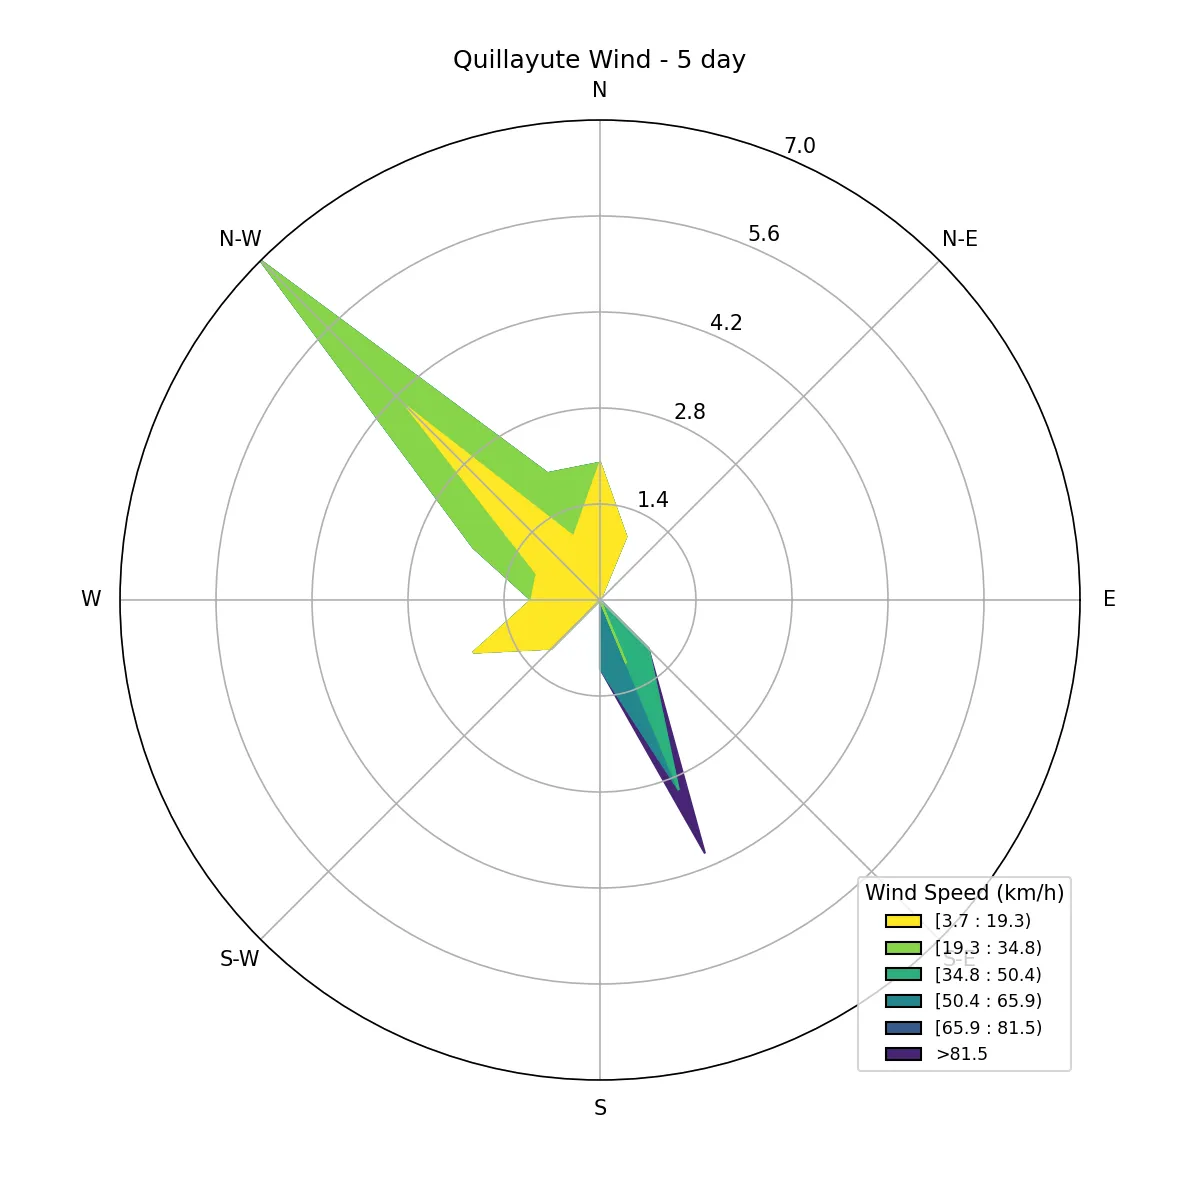 Quillayute Wind - 5 day
N
7.0
N-W
5.6
N-E
4.2
2.8
1.4
W
E
S-W
S-E
S
Wind Speed (km/h)
[3.7 : 19.3)
[19.3 : 34.8)
[34.8 : 50.4)
[50.4 : 65.9)
[65.9 : 81.5)
>81.5